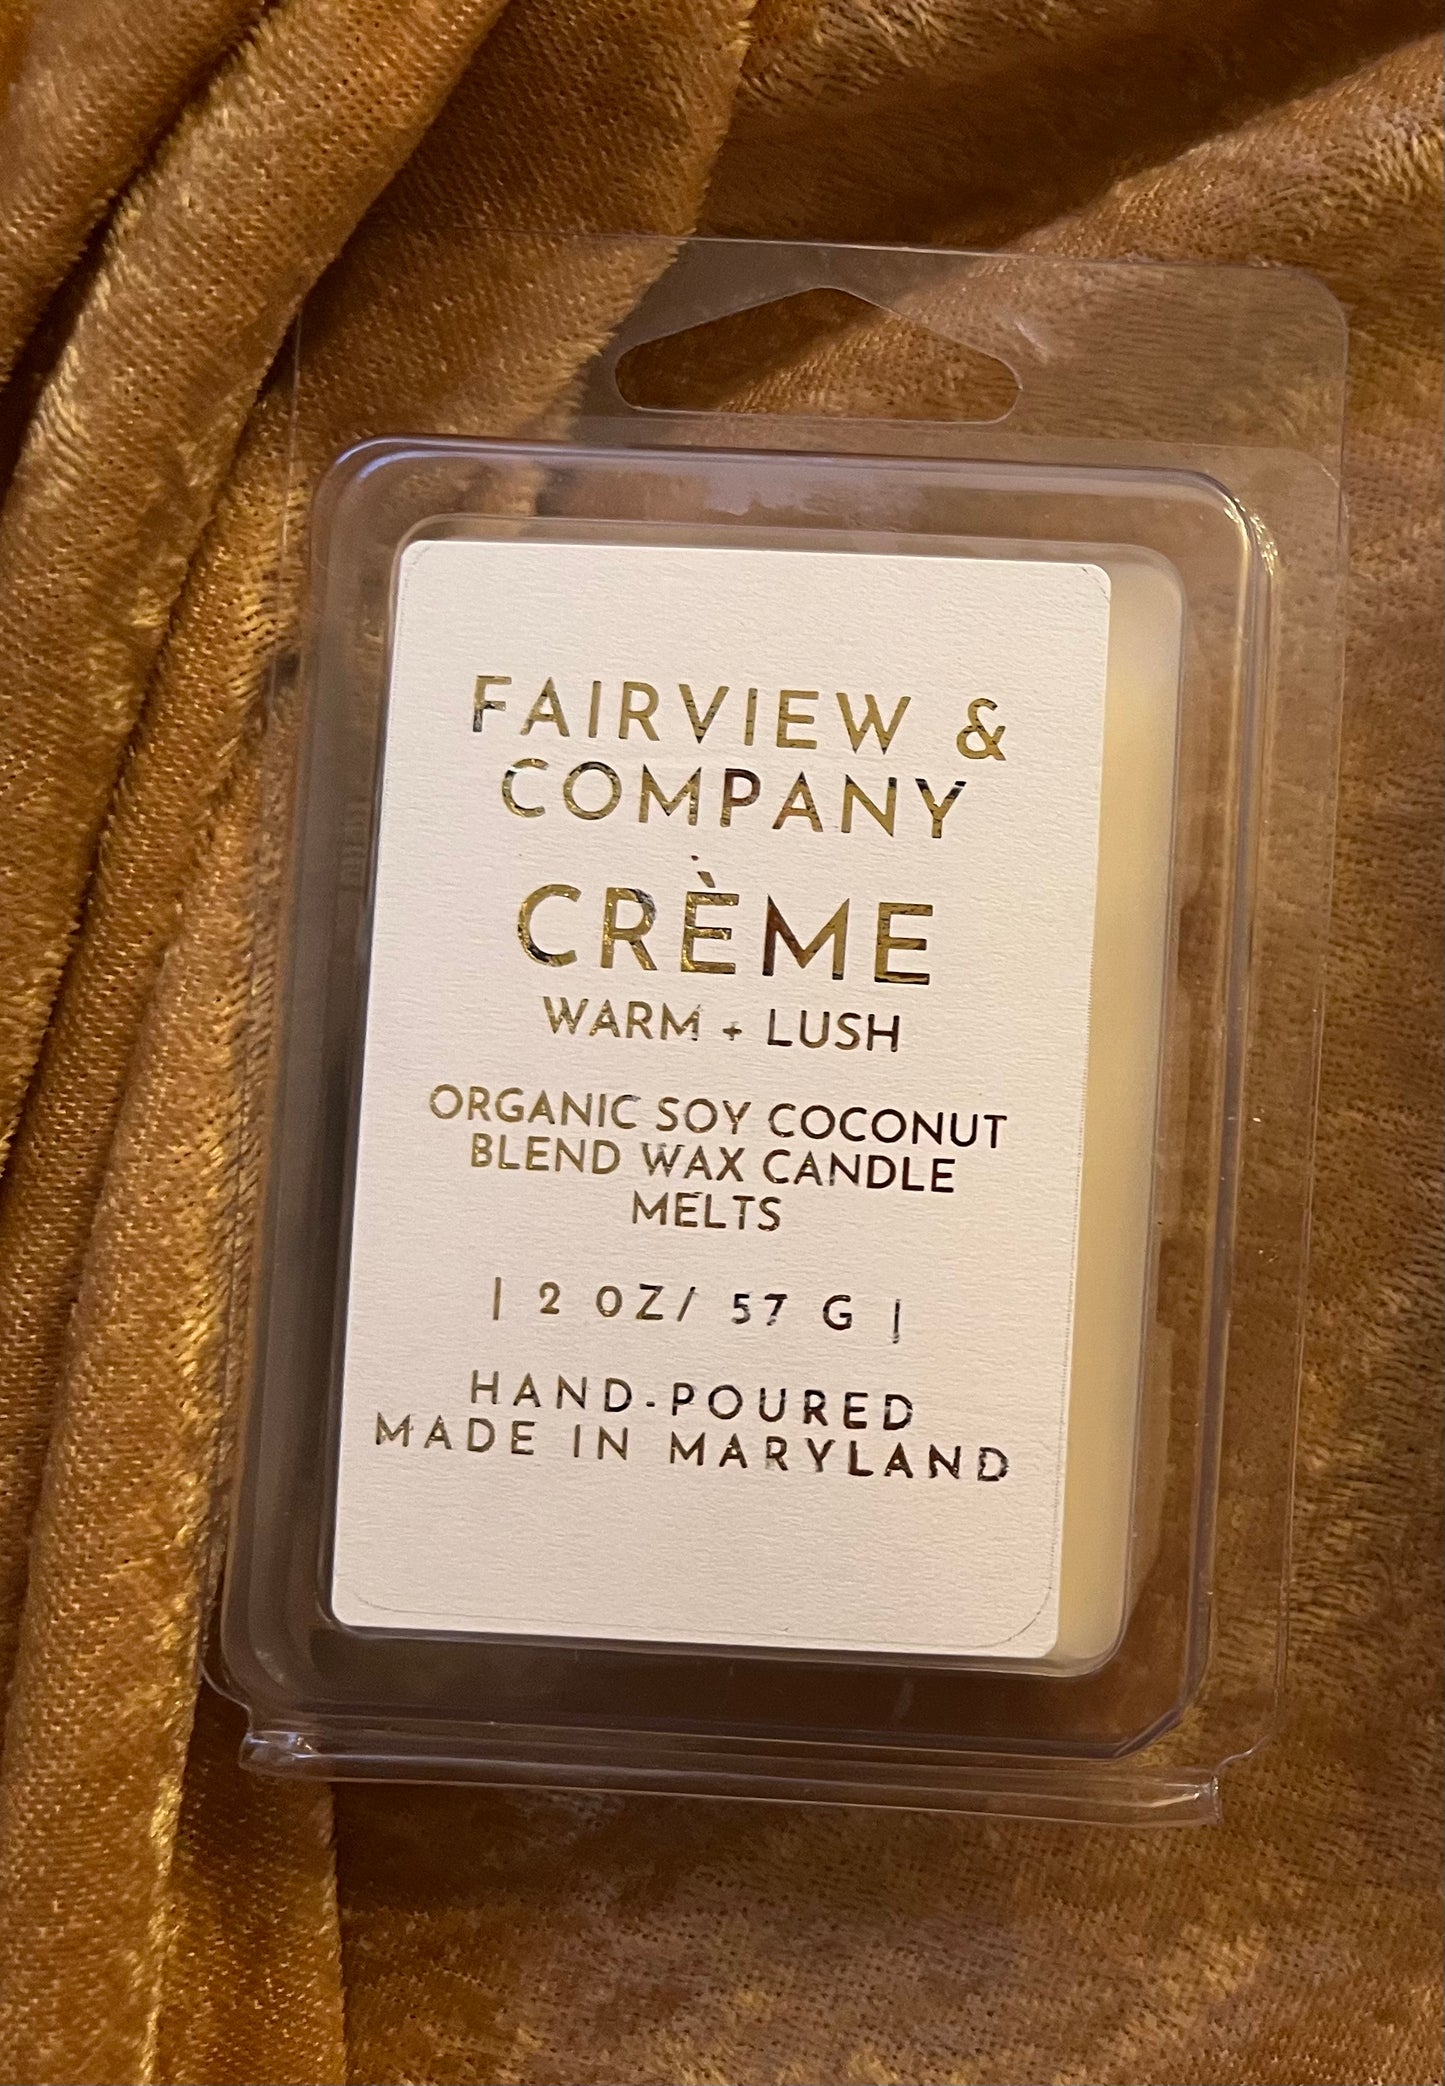 FAIRVIEW &
COMPANY
CRÈME
WARM + LUSH
ORGANIC SOY COCONUT
BLEND WAX CANDLE
MELTS
| 2 OZ/ 57 G |
HAND-POURED
MADE IN MARYLAND